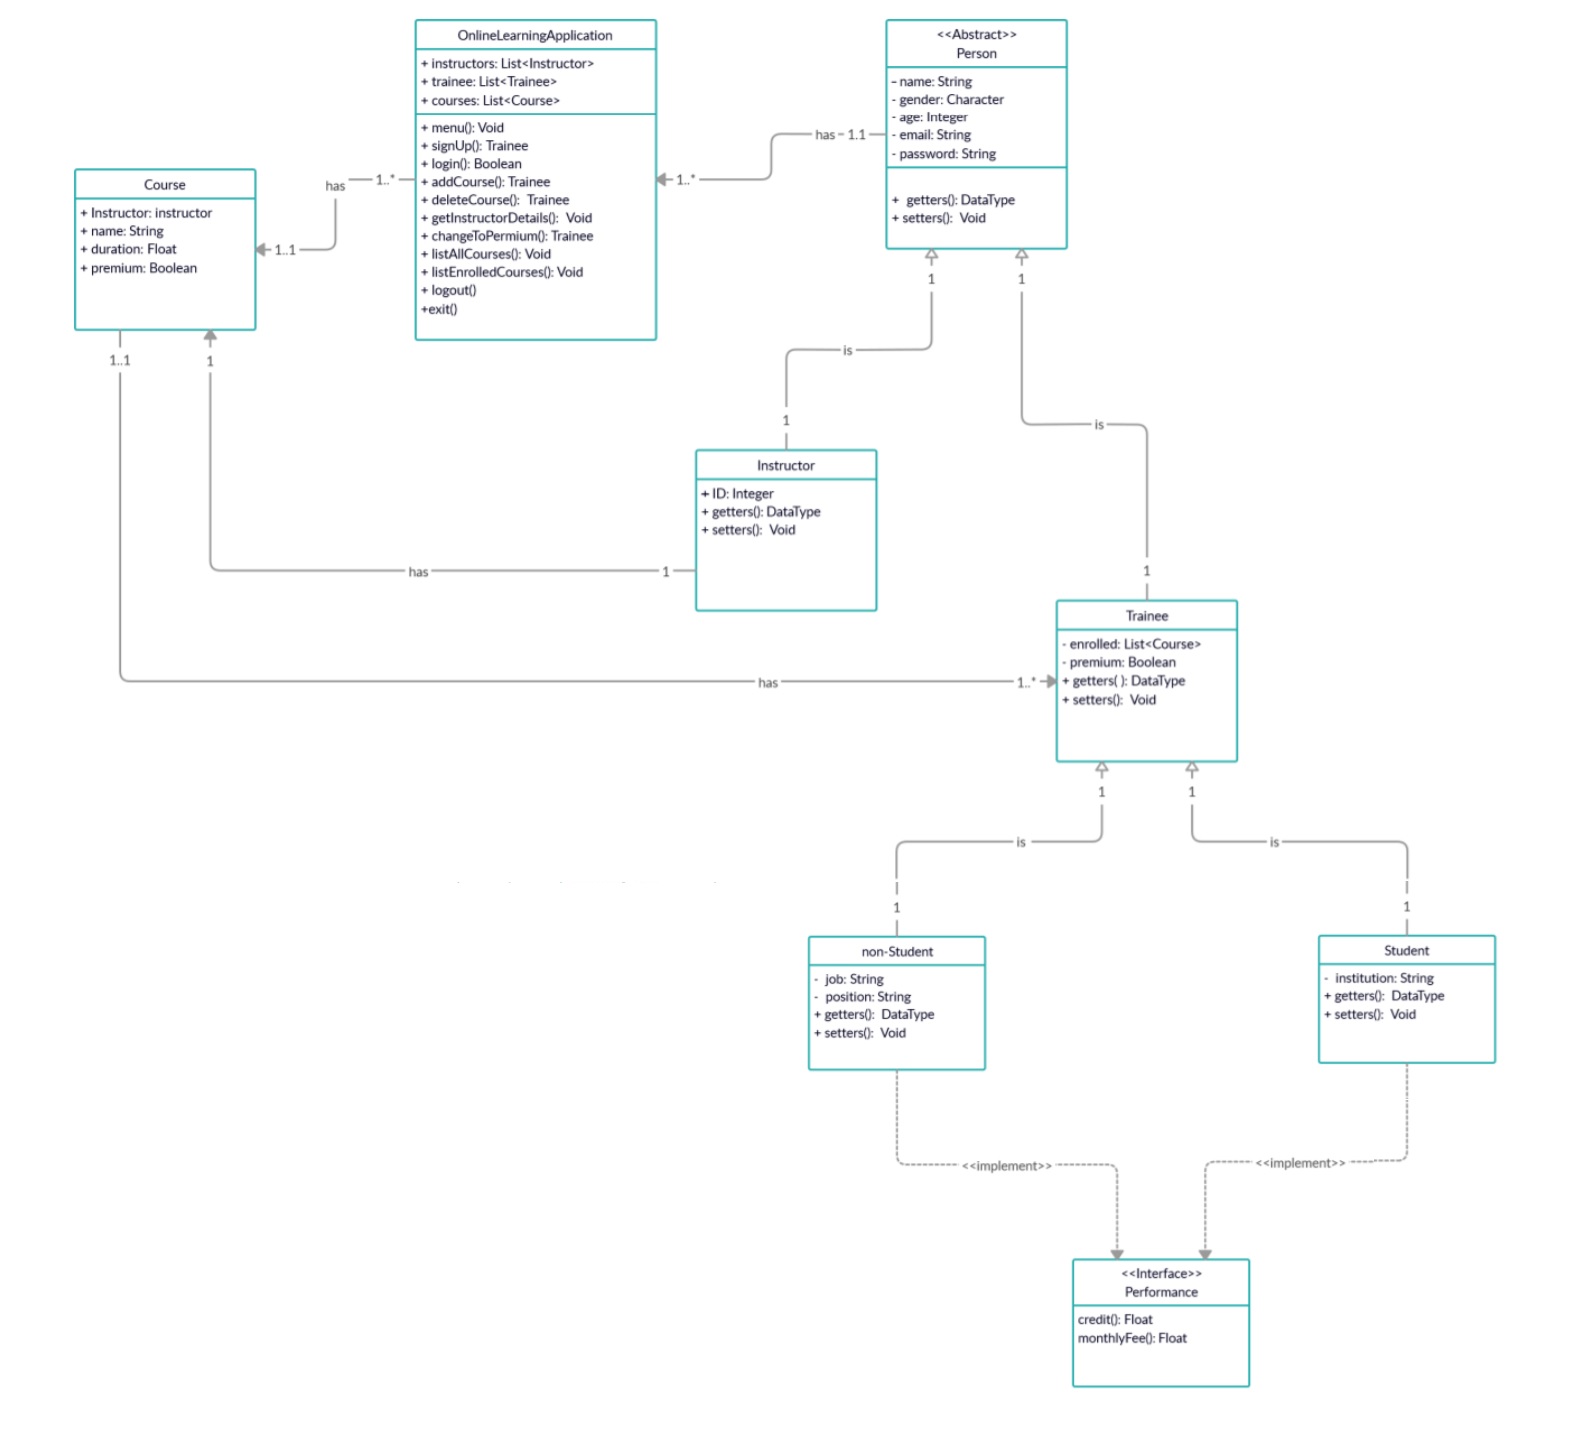 OnlineLearningApplication
+ instructors: List<Instructor>
+ trainee: List<Trainee>
+ courses: List<Course>
+ menu(): Void
+ signUp(): Trainee
+ login(): Boolean
+ addCourse(): Trainee
+ deleteCourse(): Trainee
+ getInstructorDetails(): Void
+ changeToPermium(): Trainee
+ listAllCourses(): Void
+ listEnrolledCourses(): Void
+ logout()
+exit()
<<Abstract>>
Person
- name: String
- gender: Character
- age: Integer
- email: String
- password: String
+ getters(): DataType
+ setters(): Void
has
1.1
1..*
Course
+ Instructor: instructor
+ name: String
+ duration: Float
+ premium: Boolean
has
1..*
1..1
1..1
1
1
1
is
is
1
Instructor
+ ID: Integer
+ getters(): DataType
+ setters(): Void
has
1
1
Trainee
- enrolled: List<Course>
- premium: Boolean
+ getters( ): DataType
+ setters(): Void
has
1..*
1
1
is
is
1
1
non-Student
- job: String
- position: String
+ getters(): DataType
+ setters(): Void
Student
- institution: String
+ getters(): DataType
+ setters(): Void
<<implement>>
<<implement>>
<<Interface>>
Performance
credit(): Float
monthlyFee(): Float